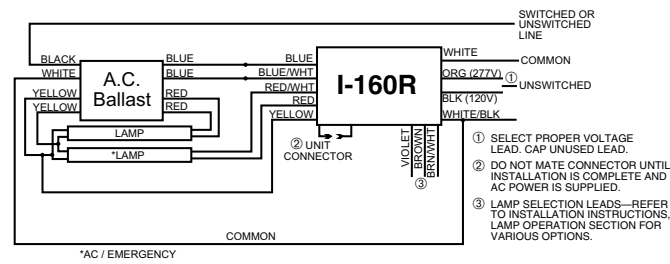 SWITCHED OR
UNSWITCHED
LINE
BLACK
WHITE
YELLOW
YELLOW
A.C.
Ballast
BLUE
BLUE
RED
RED
LAMP
*LAMP
BLUE
BLUE/WHT
RED/WHT
RED
YELLOW
I-160R
WHITE
COMMON
ORG (277V)
①
UNSWITCHED
BLK (120V)
WHITE/BLK
② UNIT
CONNECTOR
VIOLET
BROWN
BRN/WHT
③
① SELECT PROPER VOLTAGE
LEAD. CAP UNUSED LEAD.
② DO NOT MATE CONNECTOR UNTIL
INSTALLATION IS COMPLETE AND
AC POWER IS SUPPLIED.
③ LAMP SELECTION LEADS—REFER
TO INSTALLATION INSTRUCTIONS,
LAMP OPERATION SECTION FOR
VARIOUS OPTIONS.
COMMON
*AC / EMERGENCY